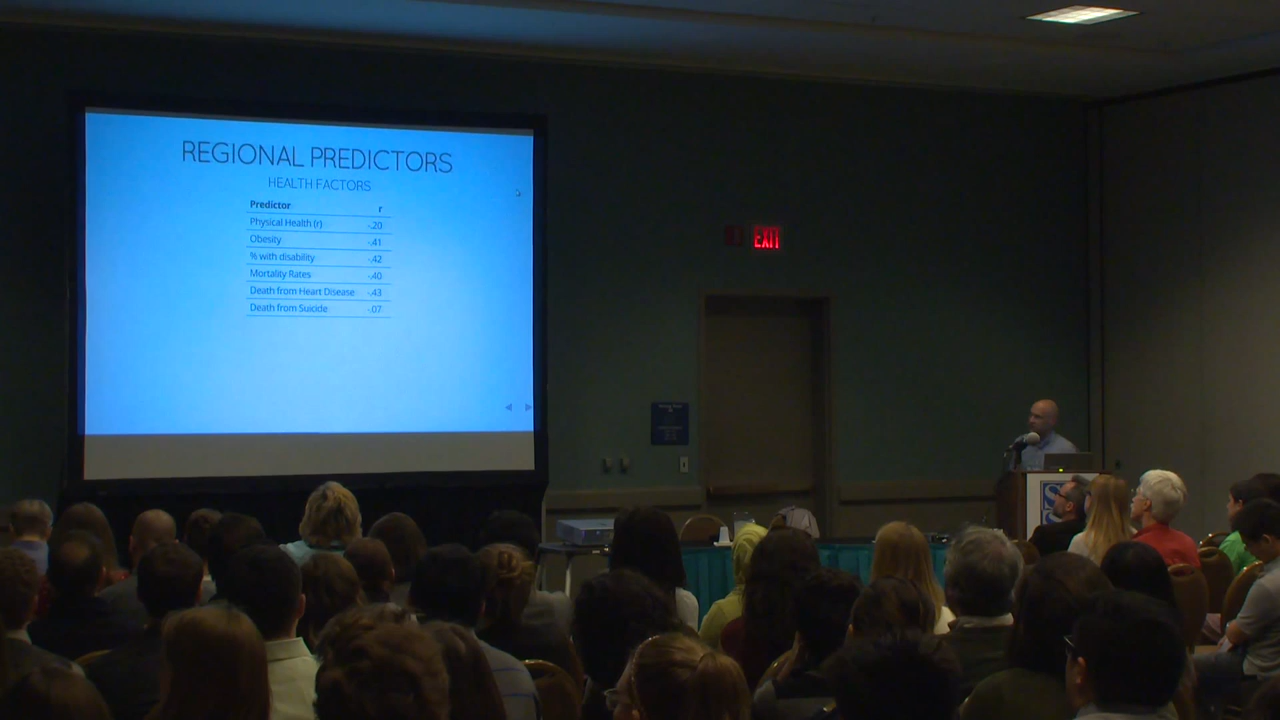 REGIONAL PREDICTORS
HEALTH FACTORS
Predictor r
Physical Health (r) -.20
Obesity -.41
% with disability -.42
Mortality Rates -.40
Death from Heart Disease -.43
Death from Suicide -.07
EXIT